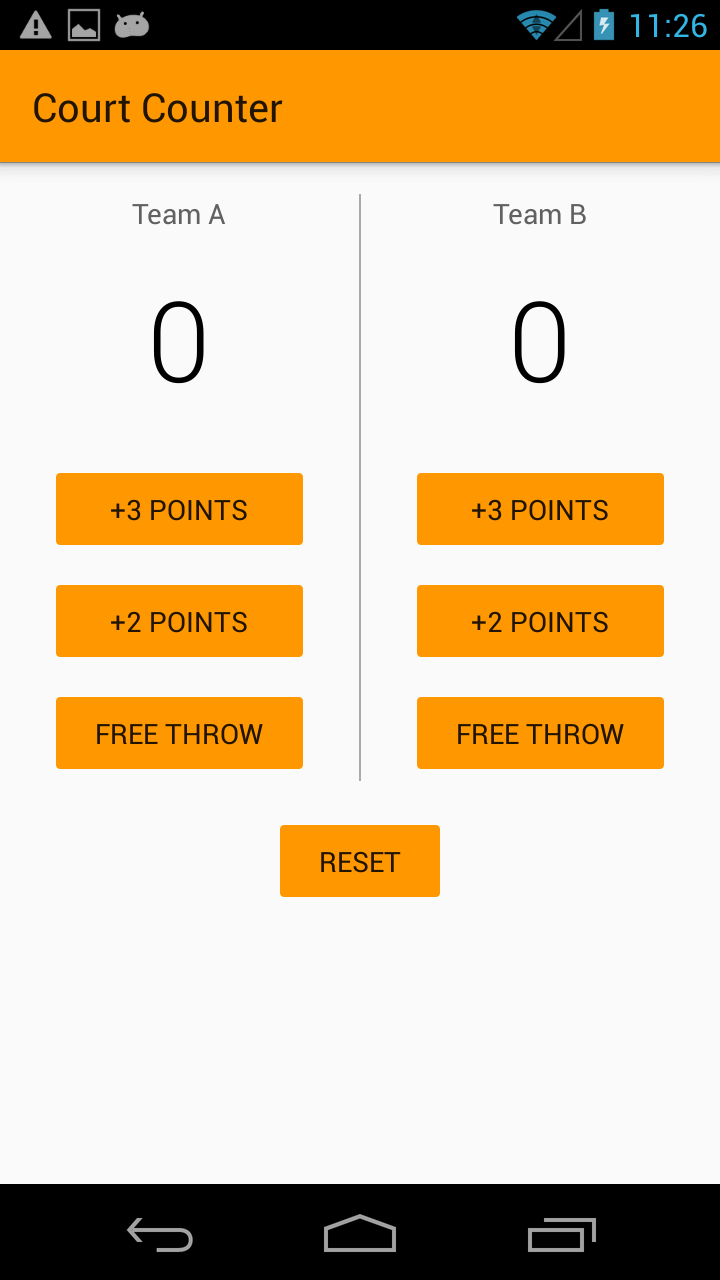 11:26
Court Counter
Team A
0
+3 POINTS
+2 POINTS
FREE THROW
Team B
0
+3 POINTS
+2 POINTS
FREE THROW
RESET